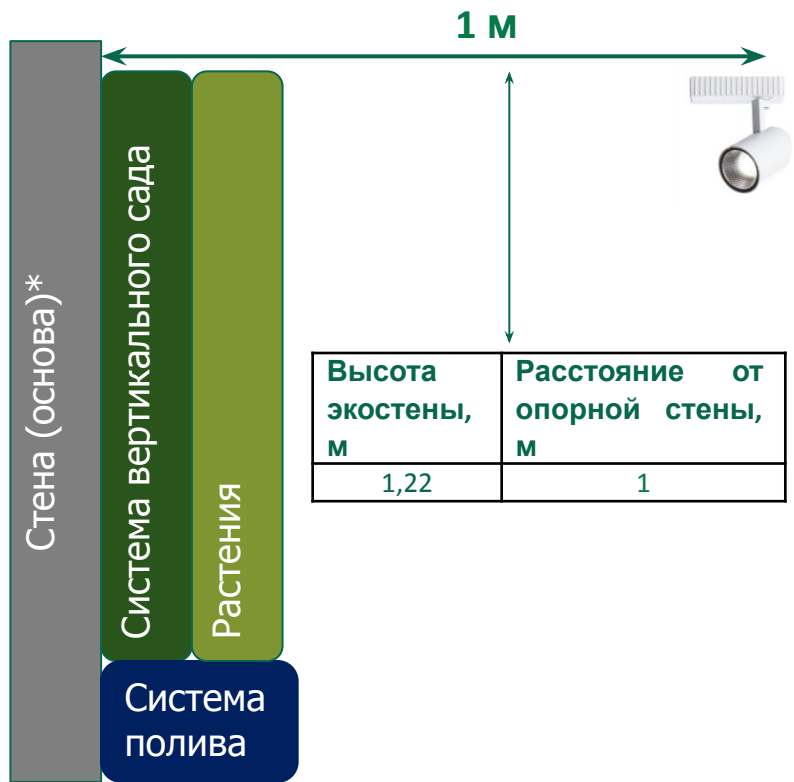 1 м
Стена (основа)*
Система вертикального сада
Растения
Высота
экостены,
м
Расстояние от
опорной стены,
м
1,22
1
Система
полива